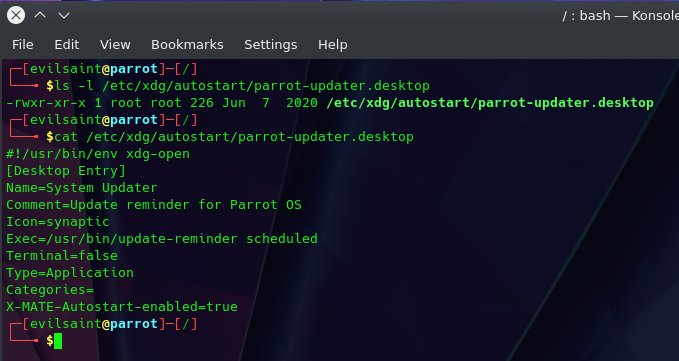 / : bash — Konsole
File Edit View Bookmarks Settings Help
┌─[evilsaint@parrot]─[/]
└──╼ $ls -l /etc/xdg/autostart/parrot-updater.desktop
-rwxr-xr-x 1 root root 226 Jun  7  2020 /etc/xdg/autostart/parrot-updater.desktop
┌─[evilsaint@parrot]─[/]
└──╼ $cat /etc/xdg/autostart/parrot-updater.desktop
#!/usr/bin/env xdg-open
[Desktop Entry]
Name=System Updater
Comment=Update reminder for Parrot OS
Icon=synaptic
Exec=/usr/bin/update-reminder scheduled
Terminal=false
Type=Application
Categories=
X-MATE-Autostart-enabled=true
┌─[evilsaint@parrot]─[/]
└──╼ $